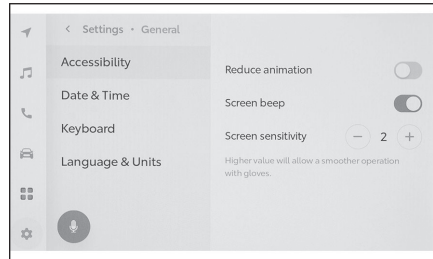 < Settings • General
Accessibility
Date & Time
Keyboard
Language & Units
Reduce animation
Screen beep
Screen sensitivity − 2 +
Higher value will allow a smoother operation
with gloves.